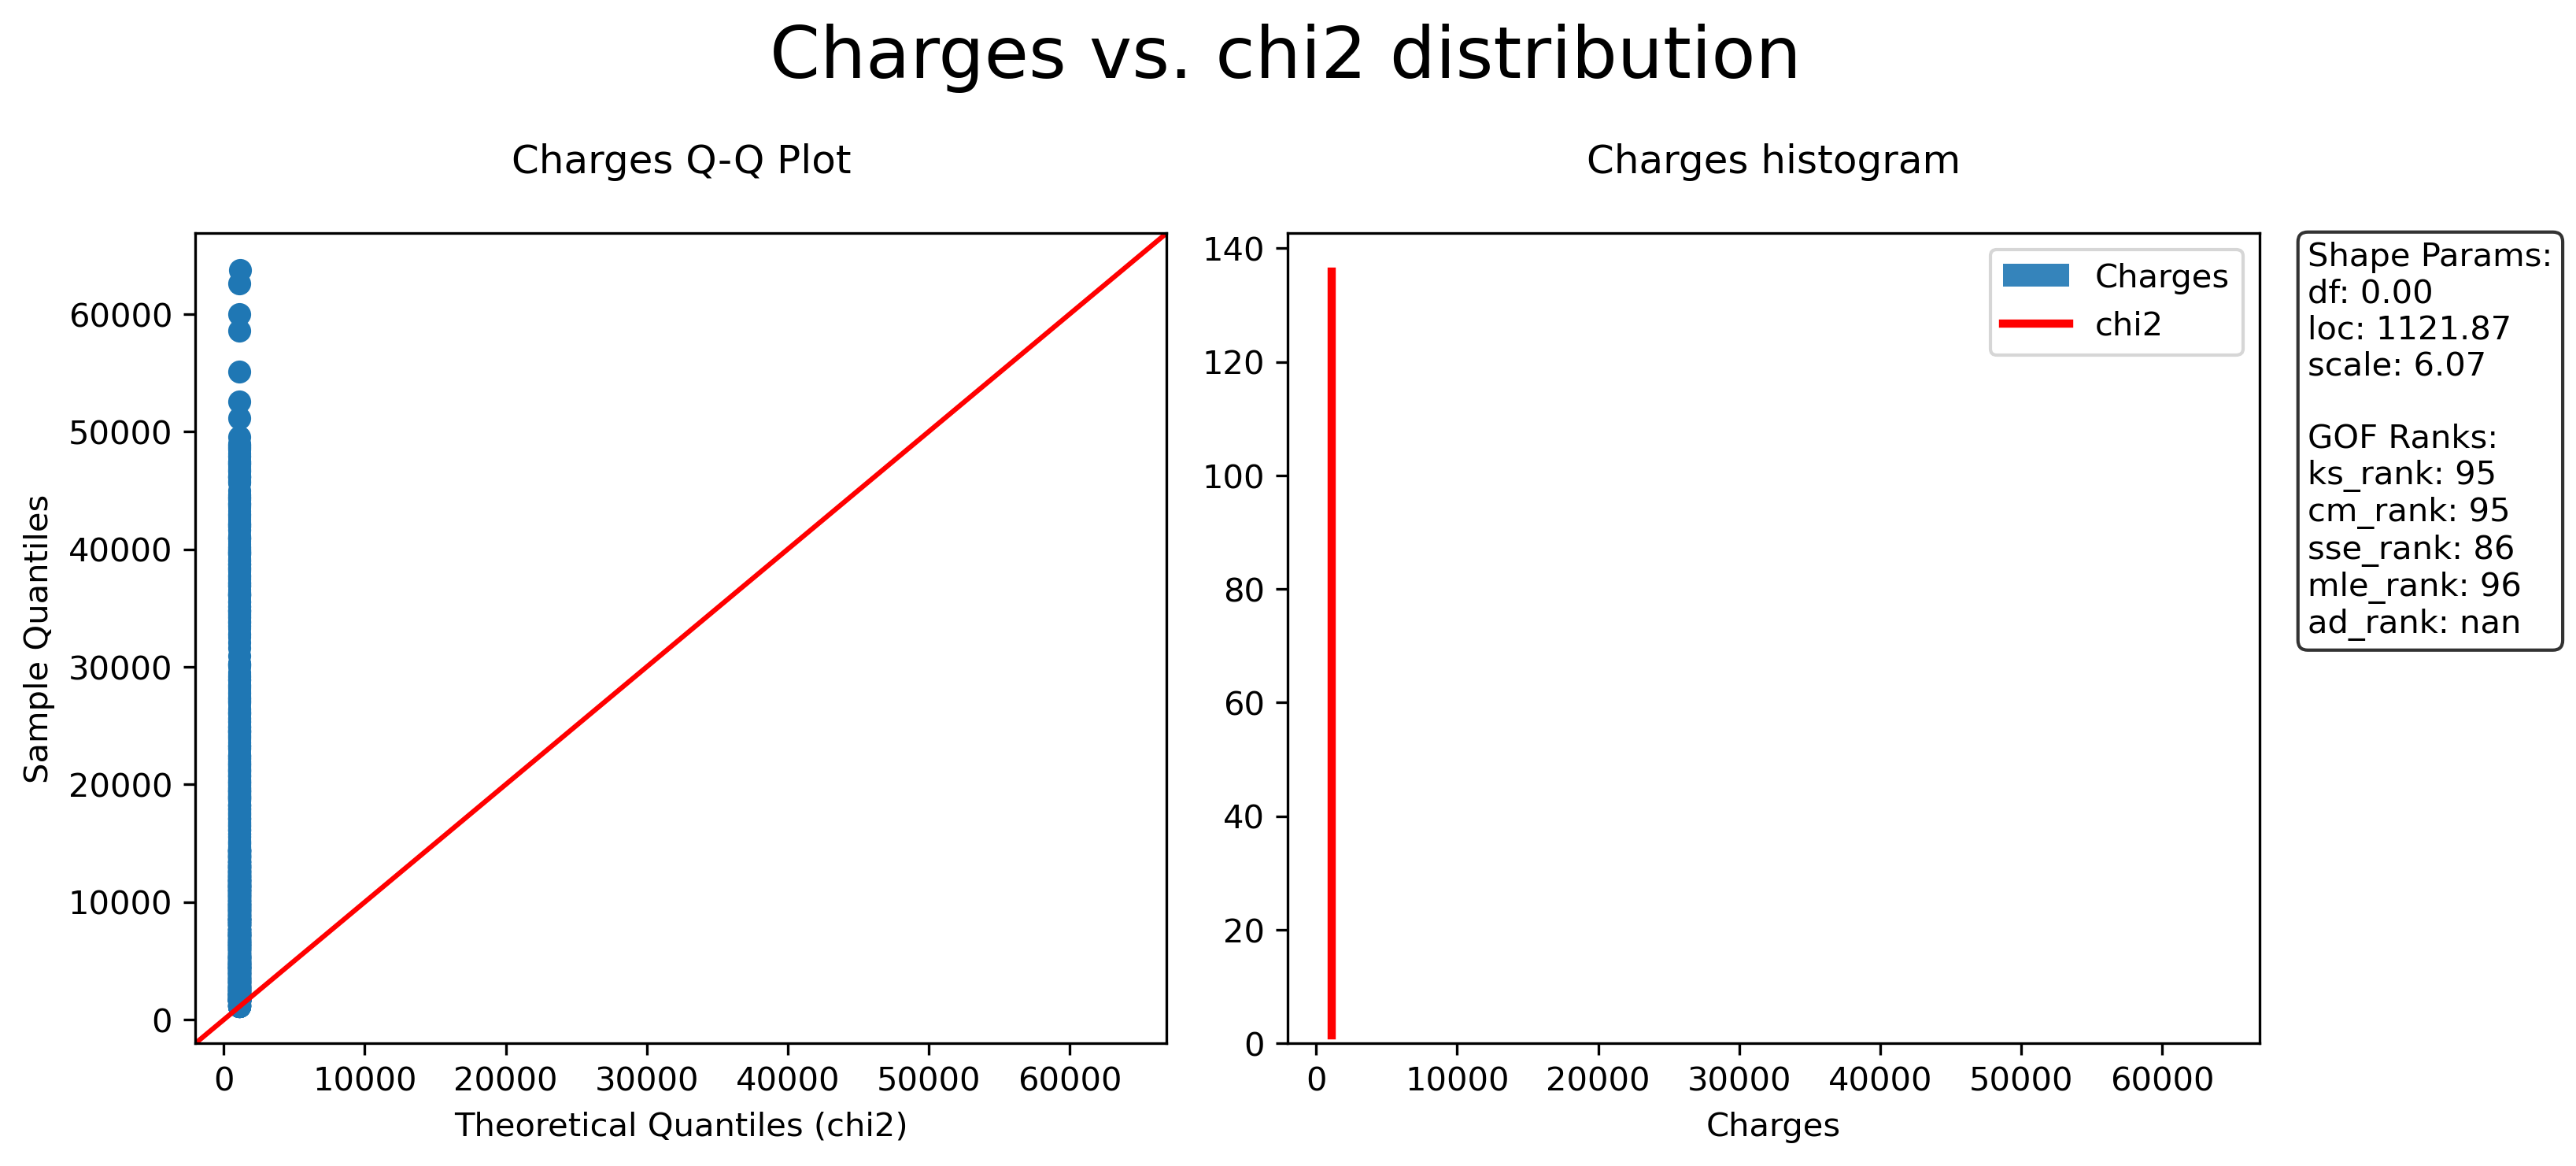 Charges vs. chi2 distribution
Charges Q-Q Plot
60000
50000
40000
30000
20000
10000
0
Sample Quantiles
0 10000 20000 30000 40000 50000 60000
Theoretical Quantiles (chi2)
Charges histogram
140
120
100
80
60
40
20
0
Charges
chi2
0 10000 20000 30000 40000 50000 60000
Charges
Shape Params:
df: 0.00
loc: 1121.87
scale: 6.07
GOF Ranks:
ks_rank: 95
cm_rank: 95
sse_rank: 86
mle_rank: 96
ad_rank: nan